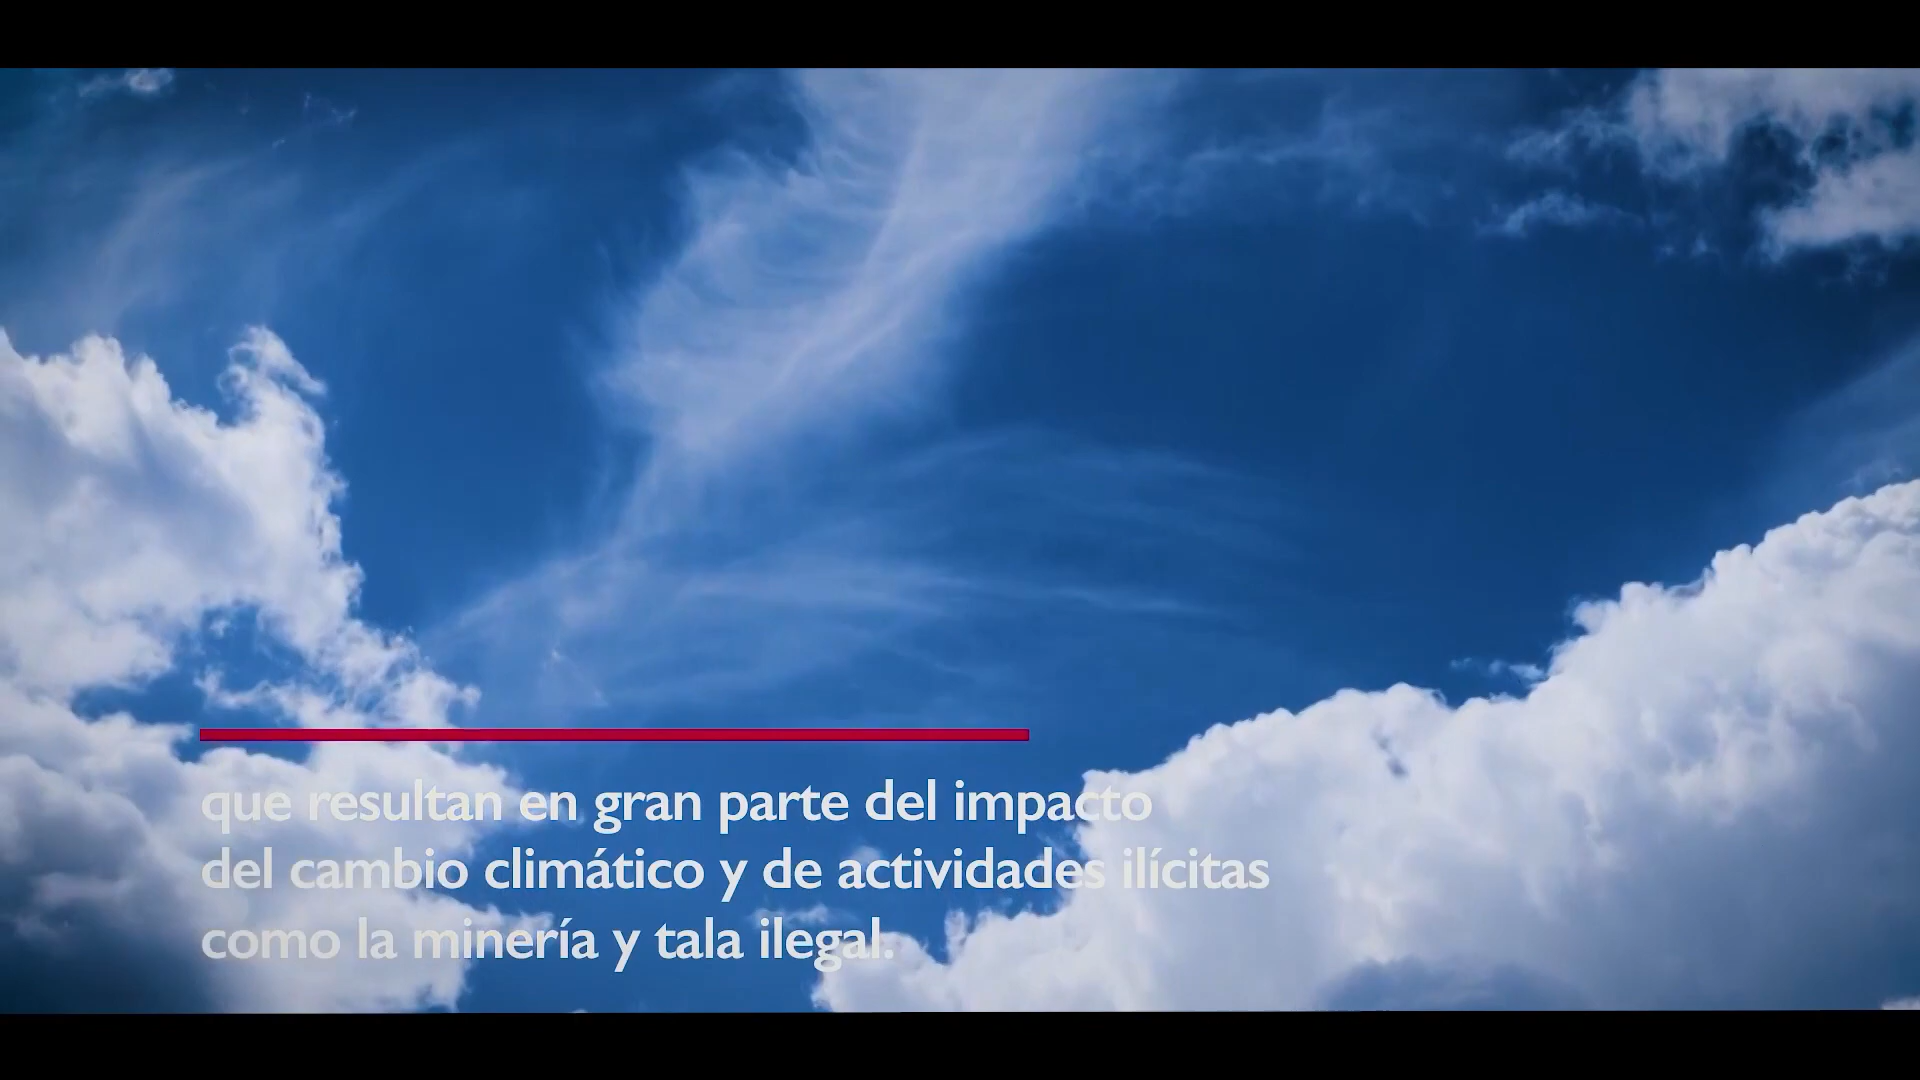 que resultan en gran parte del impacto
del cambio climático y de actividades ilícitas
como la minería y tala ilegal.